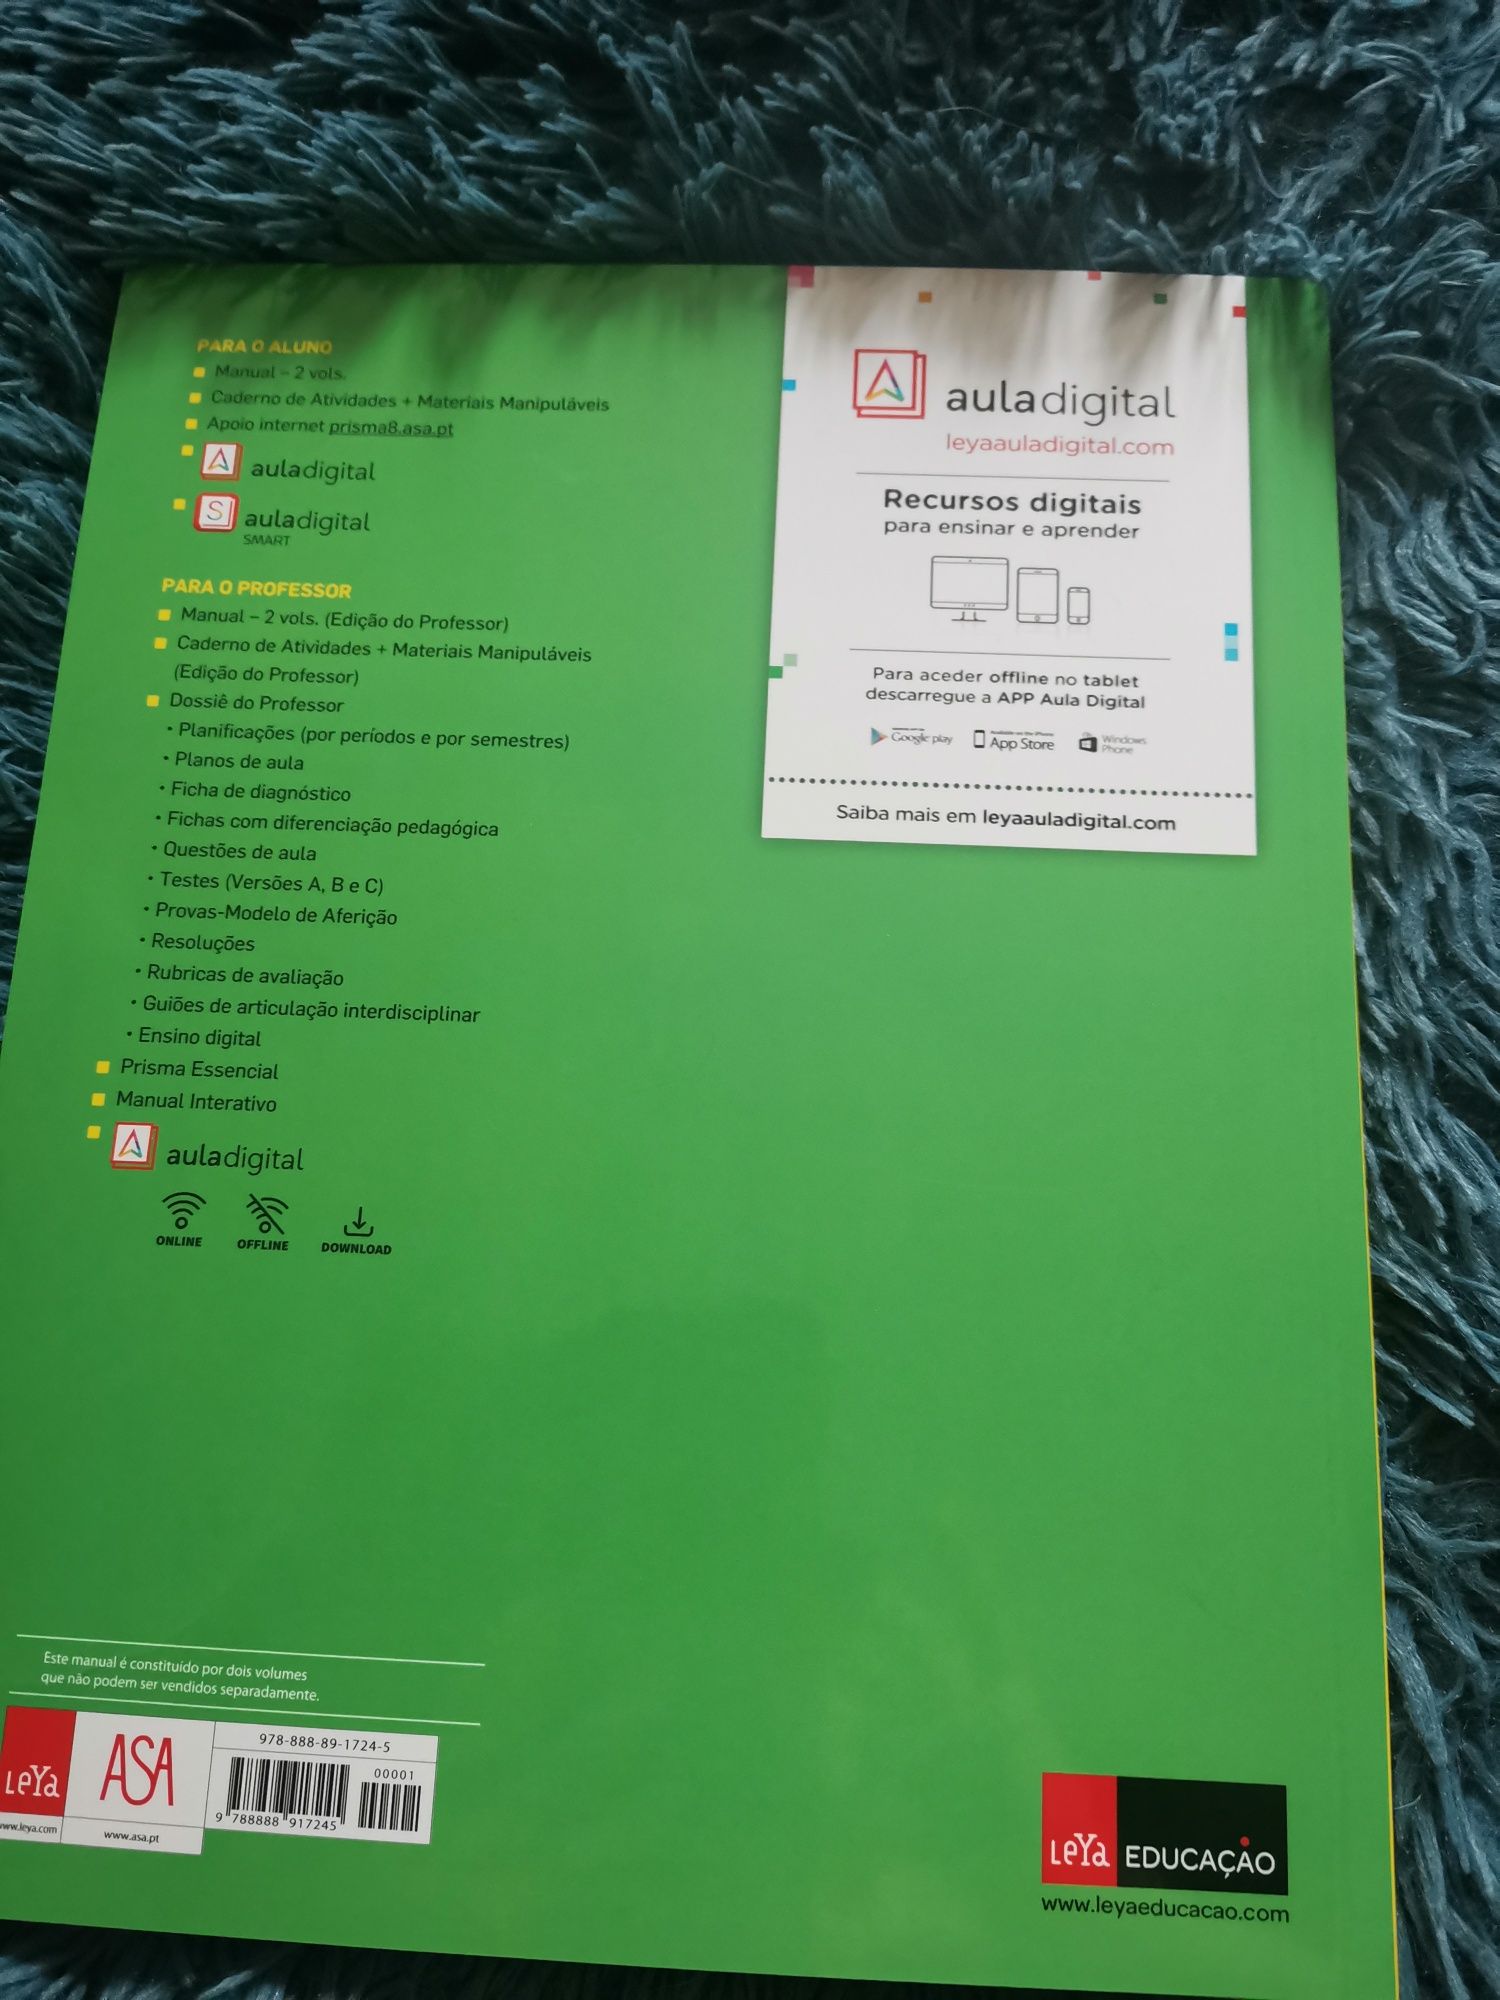 PARA O ALUNO
Manual – 2 vols.
Caderno de Atividades + Materiais Manipuláveis
Apoio internet prisma8.asa.pt
auladigital
S auladigital
SMART
PARA O PROFESSOR
Manual – 2 vols. (Edição do Professor)
Caderno de Atividades + Materiais Manipuláveis
(Edição do Professor)
Dossiê do Professor
• Planificações (por períodos e por semestres)
• Planos de aula
• Ficha de diagnóstico
• Fichas com diferenciação pedagógica
• Questões de aula
• Testes (Versões A, B e C)
• Provas-Modelo de Aferição
• Resoluções
• Rubricas de avaliação
• Guiões de articulação interdisciplinar
• Ensino digital
Prisma Essencial
Manual Interativo
auladigital
ONLINE OFFLINE DOWNLOAD
auladigital
leyaauladigital.com
Recursos digitais
para ensinar e aprender
Para aceder offline no tablet
descarregue a APP Aula Digital
Google play App Store Windows Phone
Saiba mais em leyaauladigital.com
Este manual é constituído por dois volumes
que não podem ser vendidos separadamente.
LeYa
www.leya.com
ASA
www.asa.pt
978-888-89-1724-5
00001
9 788888 917245
LeYa EDUCAÇÃO
www.leyaeducacao.com